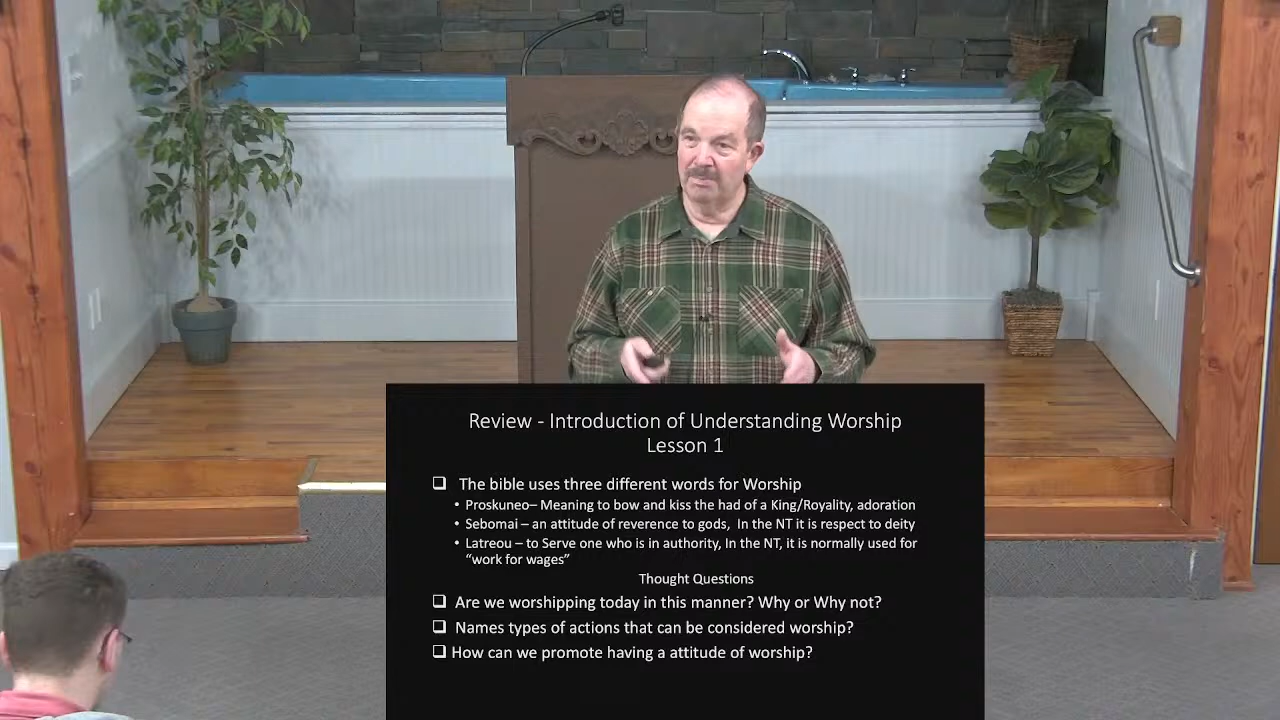 Review - Introduction of Understanding Worship
Lesson 1
❑ The bible uses three different words for Worship
• Proskuneo– Meaning to bow and kiss the had of a King/Royality, adoration
• Sebomai – an attitude of reverence to gods, In the NT it is respect to deity
• Latreou – to Serve one who is in authority, In the NT, it is normally used for
“work for wages”
Thought Questions
❑ Are we worshipping today in this manner? Why or Why not?
❑ Names types of actions that can be considered worship?
❑ How can we promote having a attitude of worship?